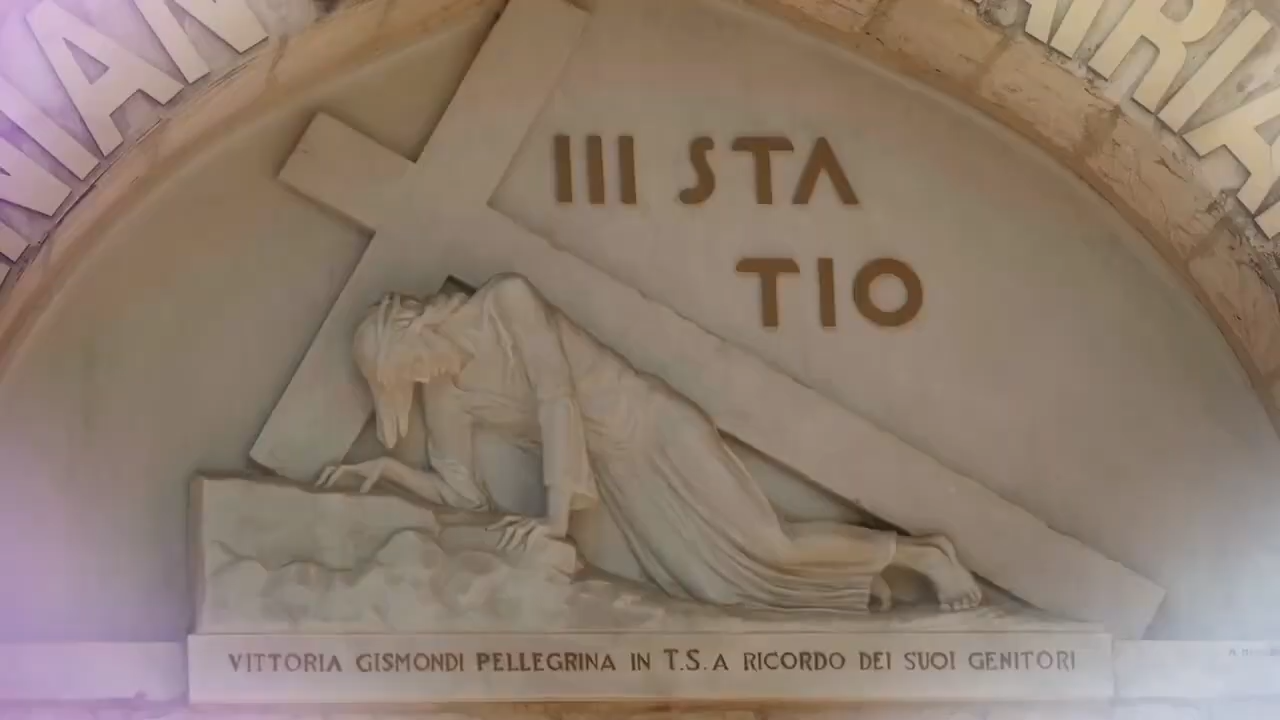 III STA
TIO
VITTORIA GISMONDI PELLEGRINA IN T.S. A RICORDO DEI SUOI GENITORI